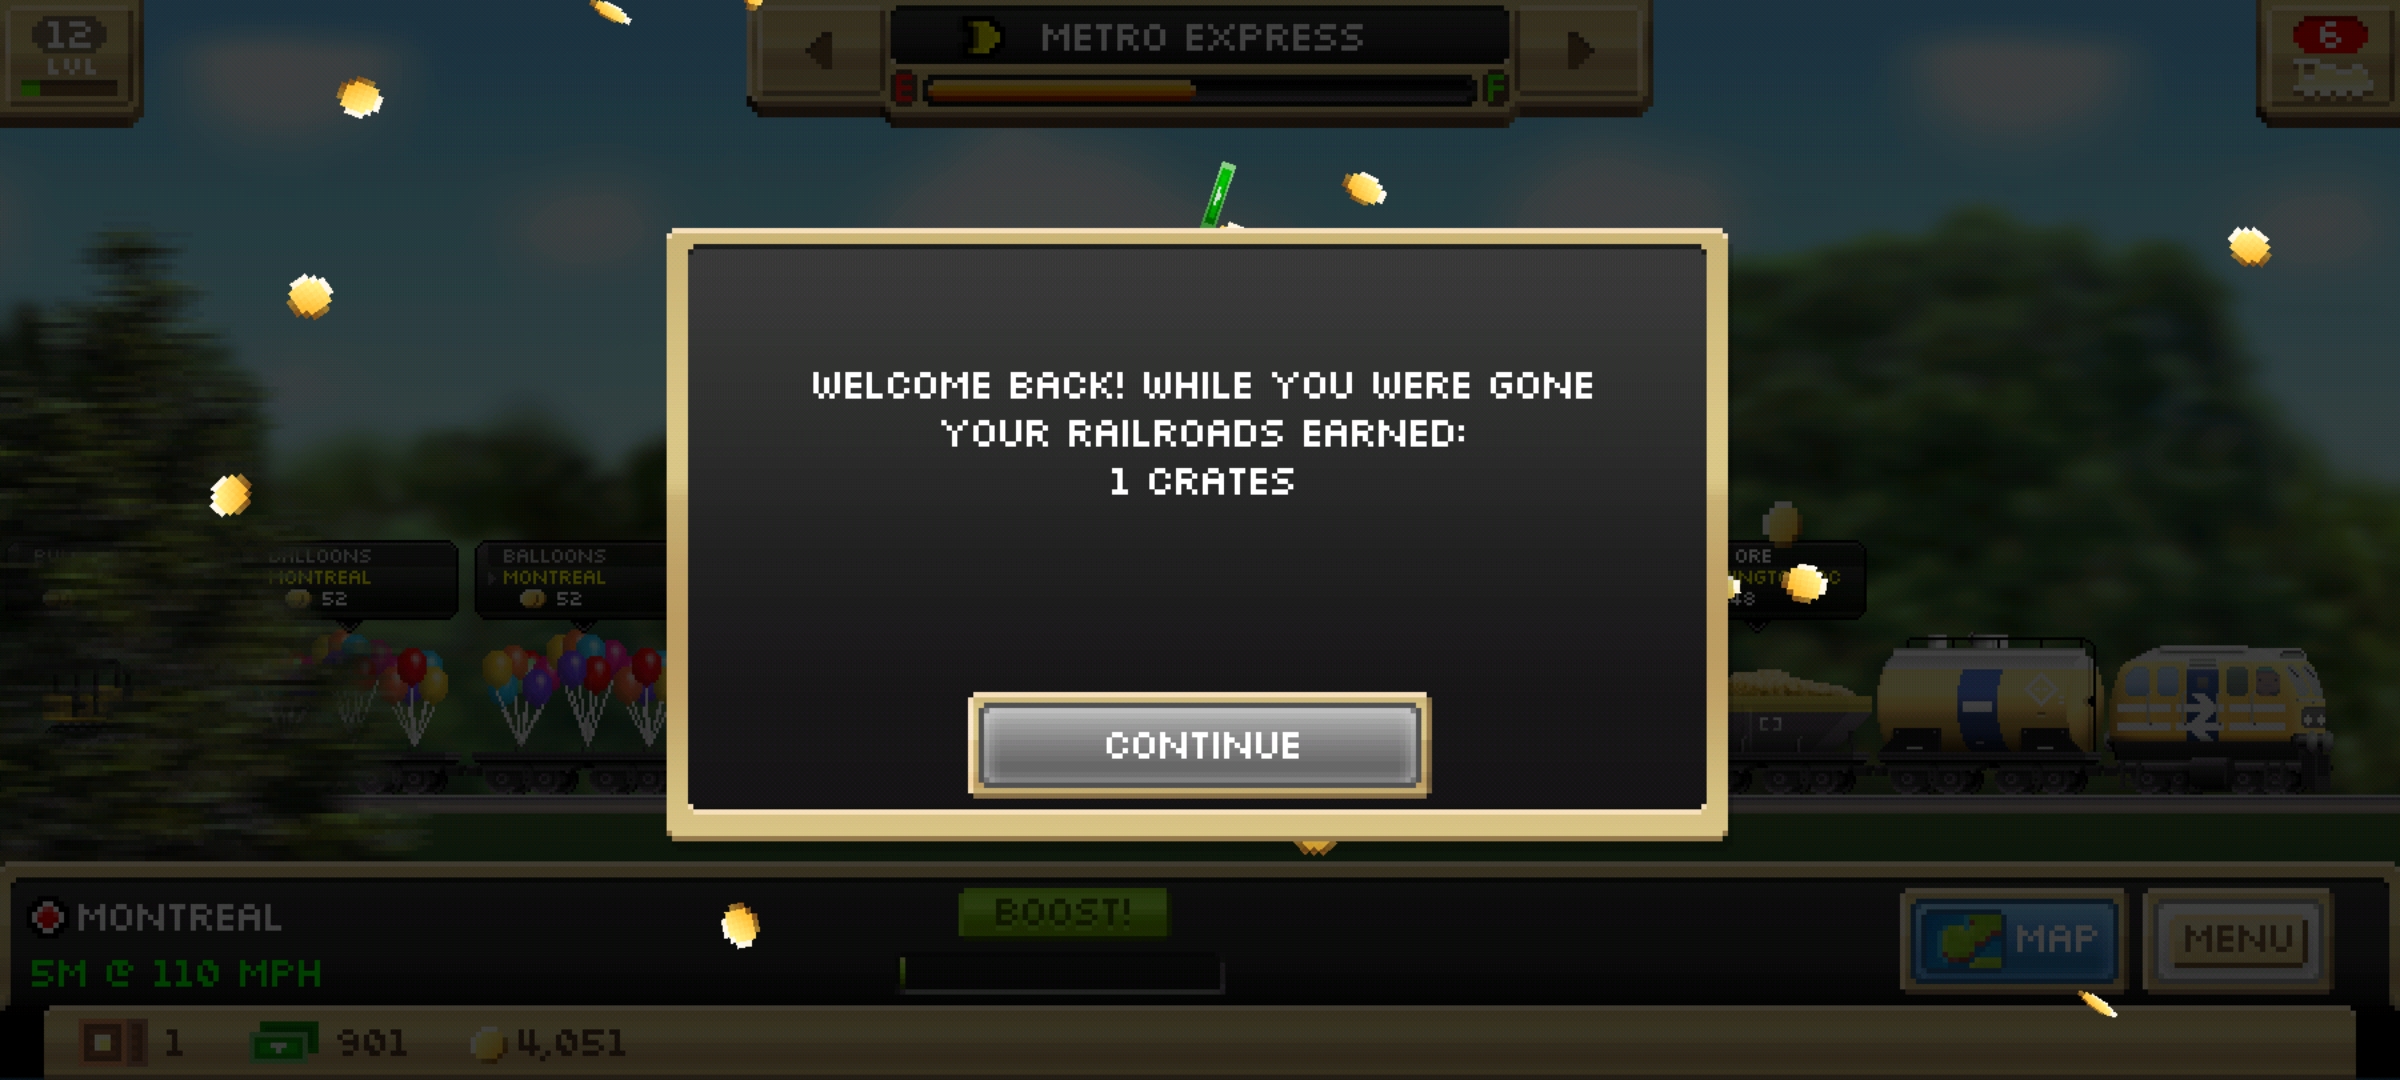 12
LVL
METRO EXPRESS
E
F
6
WELCOME BACK! WHILE YOU WERE GONE
YOUR RAILROADS EARNED:
1 CRATES
CONTINUE
BALLOONS
MONTREAL
52
BALLOONS
MONTREAL
52
ORE
48
MONTREAL
5M @ 110 MPH
BOOST!
MAP
MENU
1
901
4,051